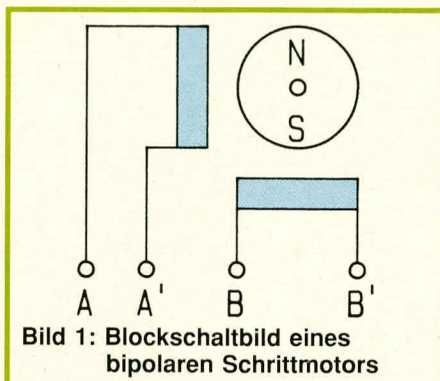 N
S
A A' B B'
Bild 1: Blockschaltbild eines
bipolaren Schrittmotors